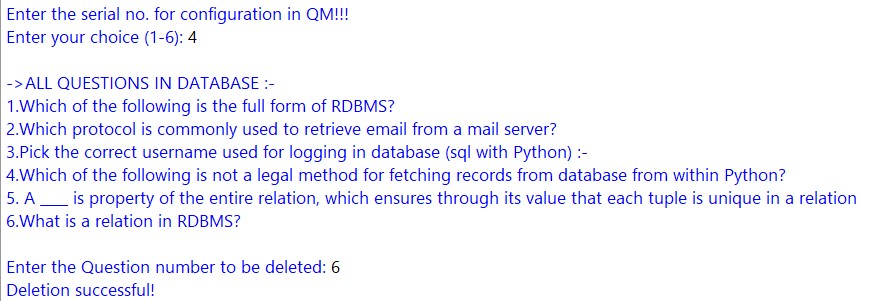 Enter the serial no. for configuration in QM!!!
Enter your choice (1-6): 4
->ALL QUESTIONS IN DATABASE :-
1.Which of the following is the full form of RDBMS?
2.Which protocol is commonly used to retrieve email from a mail server?
3.Pick the correct username used for logging in database (sql with Python) :-
4.Which of the following is not a legal method for fetching records from database from within Python?
5. A ___ is property of the entire relation, which ensures through its value that each tuple is unique in a relation
6.What is a relation in RDBMS?
Enter the Question number to be deleted: 6
Deletion successful!